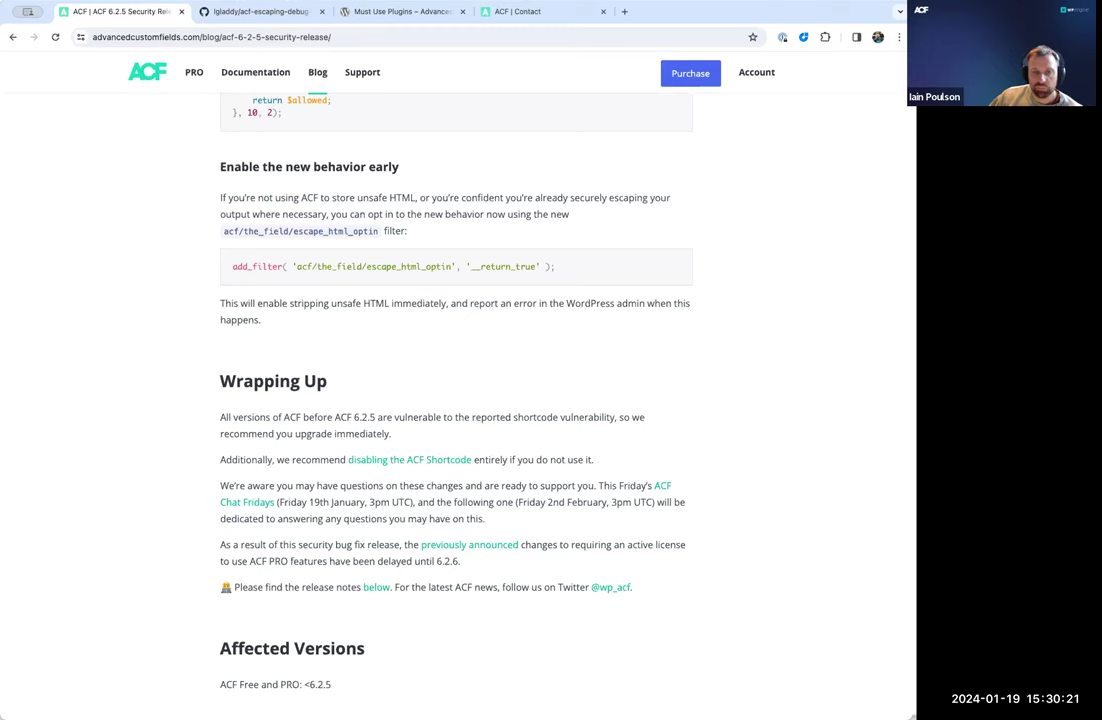 ACF | ACF 6.2.5 Security Rele
lgladdy/acf-escaping-debug
Must Use Plugins – Advanced
ACF | Contact
advancedcustomfields.com/blog/acf-6-2-5-security-release/
ACF
Iain Poulson
ACF
PRO
Documentation
Blog
Support
Purchase
Account
return $allowed;
}, 10, 2);
Enable the new behavior early
If you’re not using ACF to store unsafe HTML, or you’re confident you’re already securely escaping your
output where necessary, you can opt in to the new behavior now using the new
acf/the_field/escape_html_optin filter:
add_filter( 'acf/the_field/escape_html_optin', '__return_true' );
This will enable stripping unsafe HTML immediately, and report an error in the WordPress admin when this
happens.
Wrapping Up
All versions of ACF before ACF 6.2.5 are vulnerable to the reported shortcode vulnerability, so we
recommend you upgrade immediately.
Additionally, we recommend disabling the ACF Shortcode entirely if you do not use it.
We’re aware you may have questions on these changes and are ready to support you. This Friday’s ACF
Chat Fridays (Friday 19th January, 3pm UTC), and the following one (Friday 2nd February, 3pm UTC) will be
dedicated to answering any questions you may have on this.
As a result of this security bug fix release, the previously announced changes to requiring an active license
to use ACF PRO features have been delayed until 6.2.6.
Please find the release notes below. For the latest ACF news, follow us on Twitter @wp_acf.
Affected Versions
ACF Free and PRO: <6.2.5
2024-01-19 15:30:21